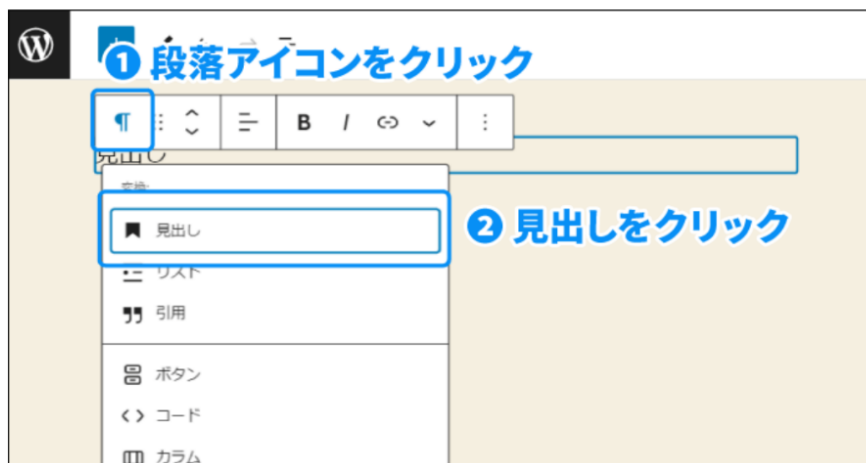 ❶ 段落アイコンをクリック
B I
見出し
変換:
見出し
❷ 見出しをクリック
リスト
引用
ボタン
コード
カラム